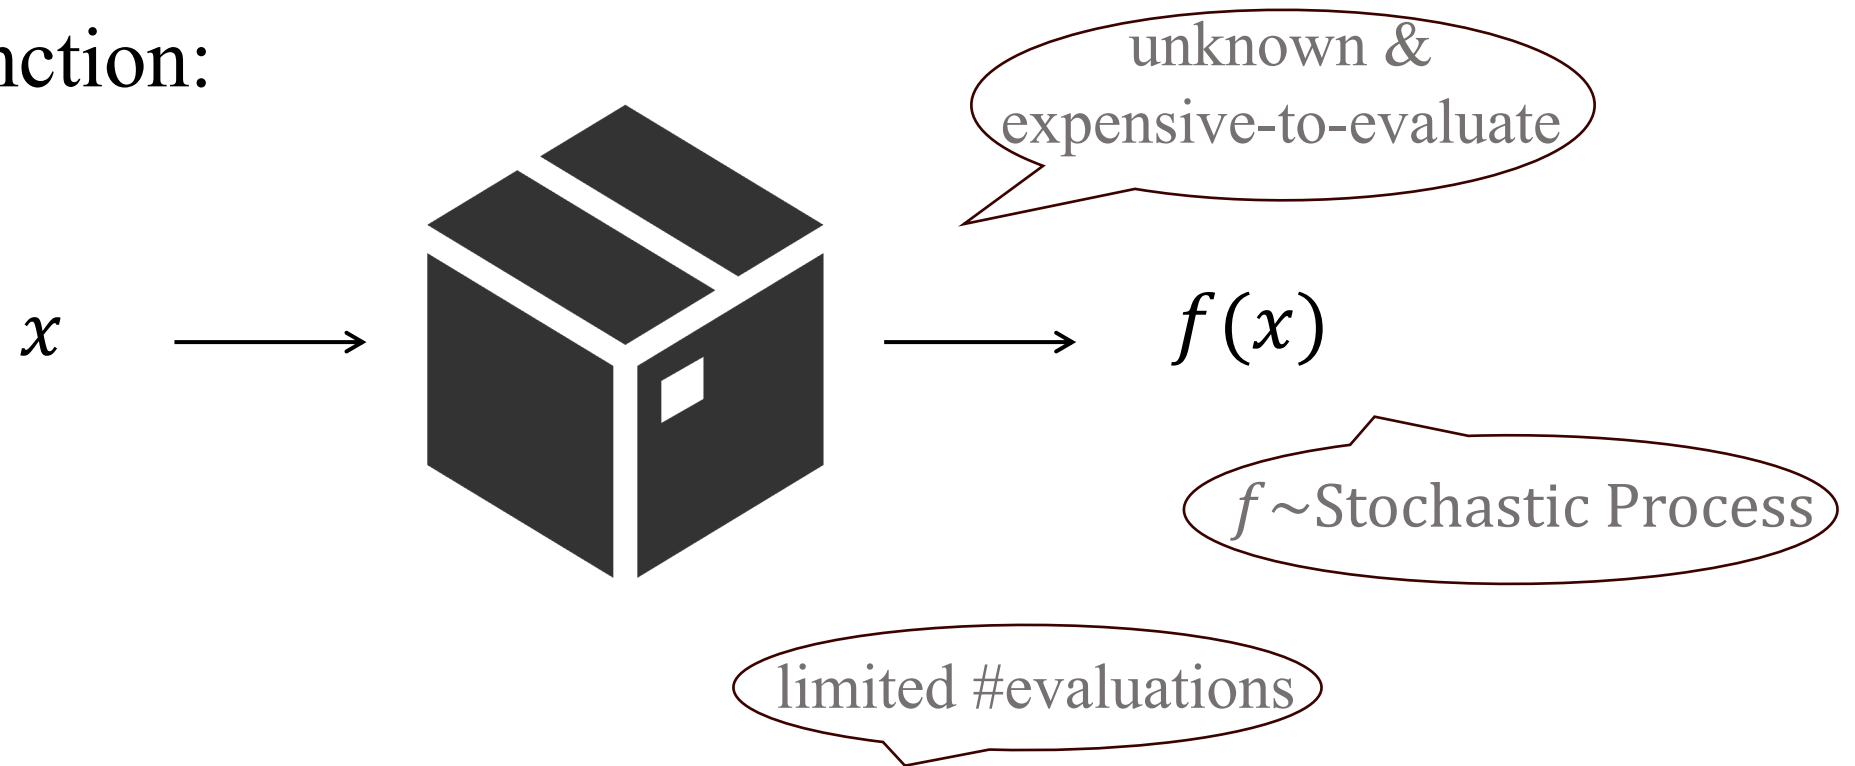 nction:
unknown &
expensive-to-evaluate
x
f(x)
f~Stochastic Process
limited #evaluations